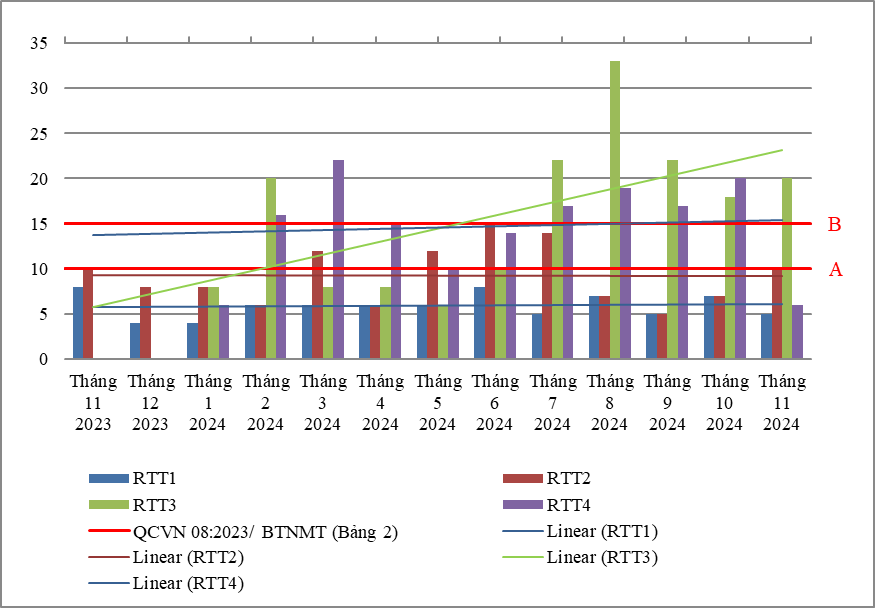 35
30
25
20
15
10
5
0
B
A
Tháng 11 2023
Tháng 12 2023
Tháng 1 2024
Tháng 2 2024
Tháng 3 2024
Tháng 4 2024
Tháng 5 2024
Tháng 6 2024
Tháng 7 2024
Tháng 8 2024
Tháng 9 2024
Tháng 10 2024
Tháng 11 2024
RTT1
RTT2
RTT3
RTT4
QCVN 08:2023/ BTNMT (Bảng 2)
Linear (RTT1)
Linear (RTT2)
Linear (RTT3)
Linear (RTT4)